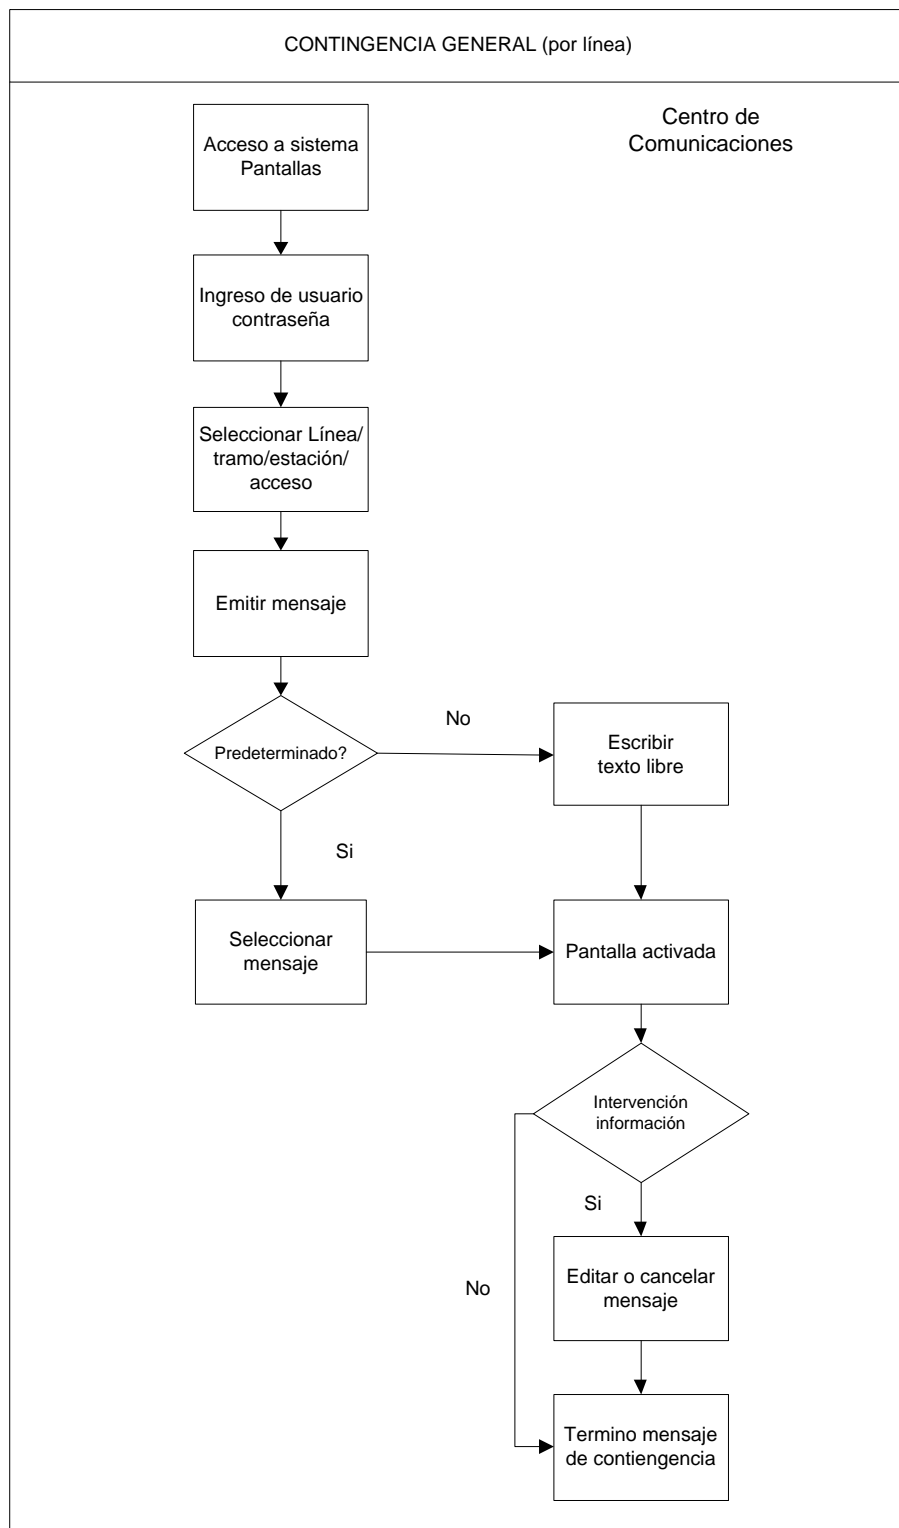 CONTINGENCIA GENERAL (por línea)
Centro de
Comunicaciones
Acceso a sistema
Pantallas
Ingreso de usuario
contraseña
Seleccionar Línea/
tramo/estación/
acceso
Emitir mensaje
Predeterminado?
No
Escribir
texto libre
Si
Seleccionar
mensaje
Pantalla activada
Intervención
información
Si
Editar o cancelar
mensaje
No
Termino mensaje
de contiengencia